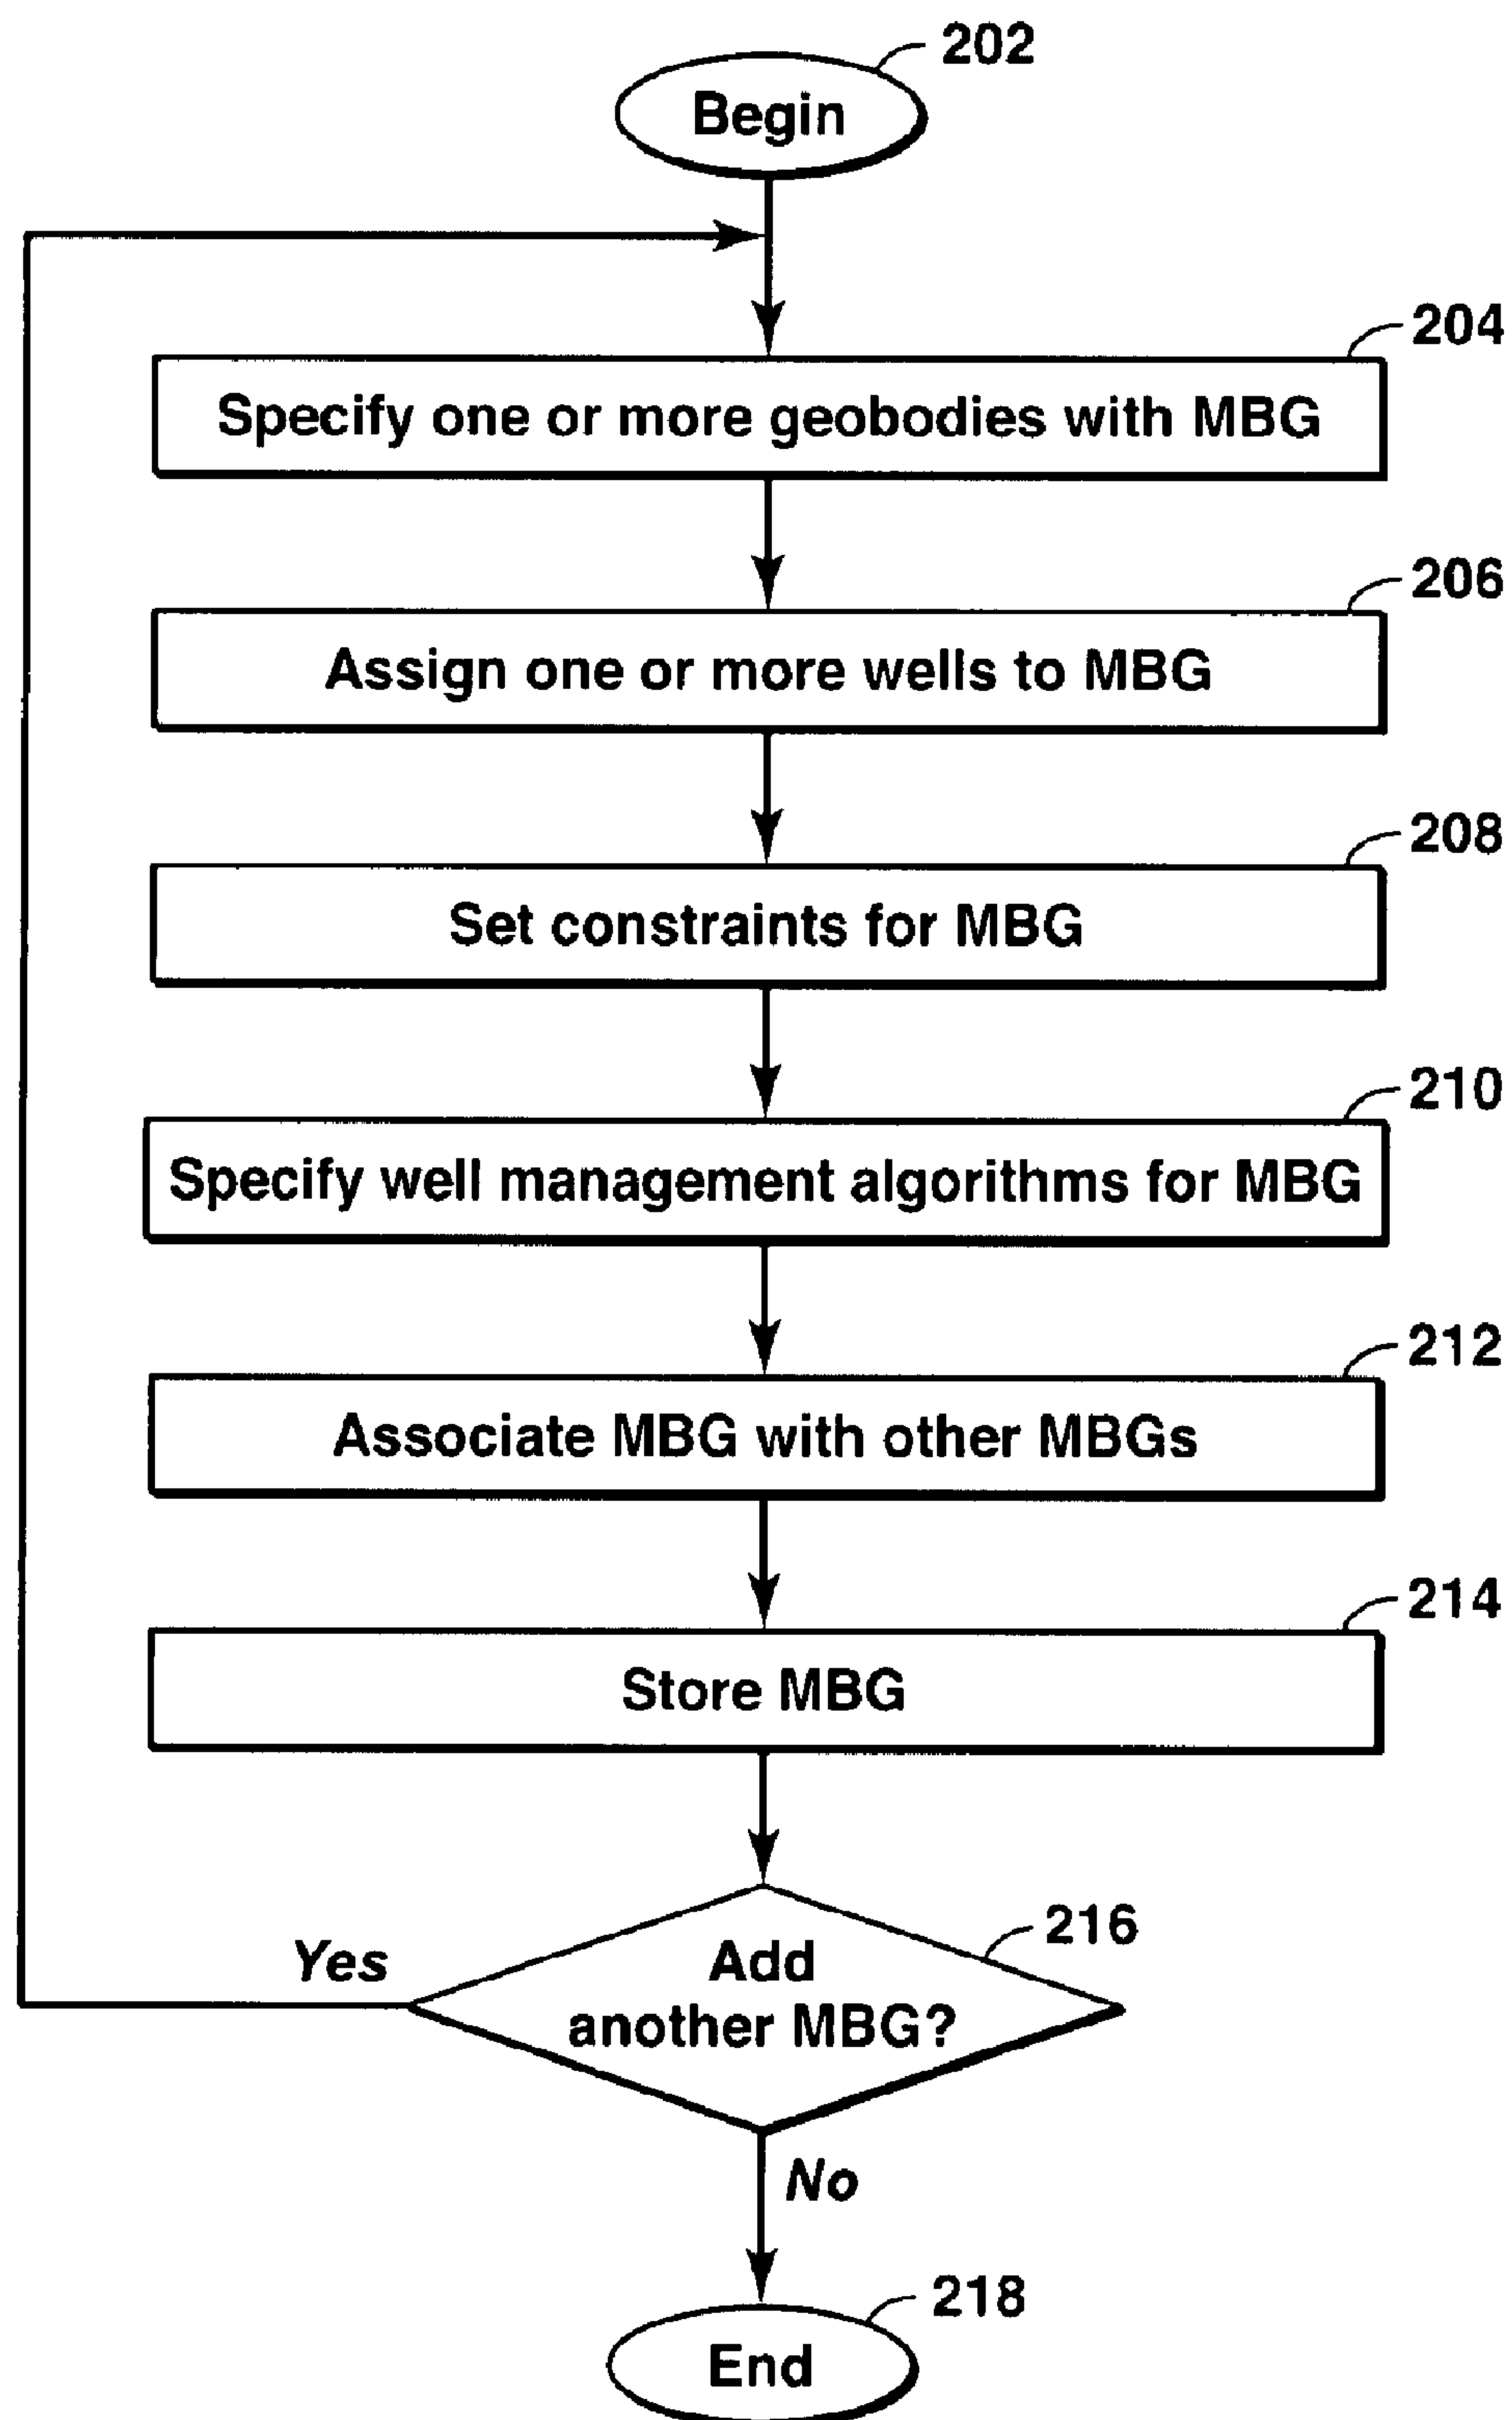 202
Begin
204
Specify one or more geobodies with MBG
206
Assign one or more wells to MBG
208
Set constraints for MBG
210
Specify well management algorithms for MBG
212
Associate MBG with other MBGs
214
Store MBG
216
Add
another MBG?
Yes
No
218
End